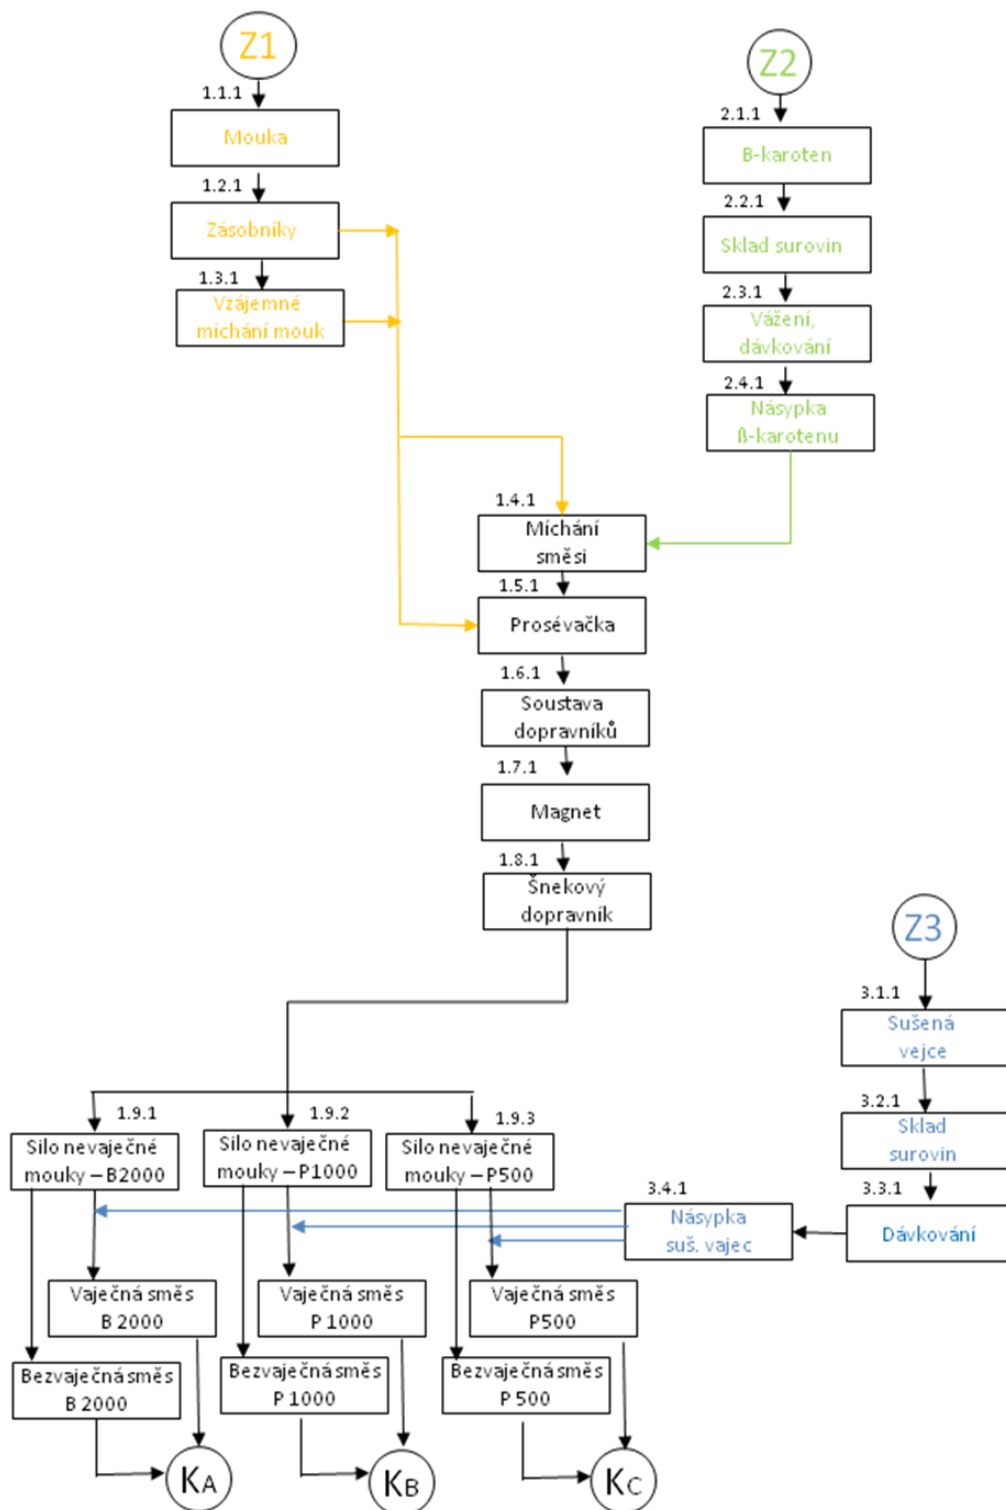 Z1
1.1.1
Mouka
1.2.1
Zásobníky
1.3.1
Vzájemné
míchání mouk
Z2
2.1.1
B-karoten
2.2.1
Sklad surovin
2.3.1
Vážení,
dávkování
2.4.1
Násypka
ß-karotenu
1.4.1
Míchání
směsi
1.5.1
Prosévačka
1.6.1
Soustava
dopravníků
1.7.1
Magnet
1.8.1
Šnekový
dopravník
Z3
3.1.1
Sušená
vejce
3.2.1
Sklad
surovin
3.3.1
Dávkování
3.4.1
Násypka
suš. vajec
1.9.1
Silo nevaječné
mouky – B2000
1.9.2
Silo nevaječné
mouky – P1000
1.9.3
Silo nevaječné
mouky – P500
Vaječná směs
B 2000
Vaječná směs
P 1000
Vaječná směs
P500
Bezvaječná směs
B 2000
Bezvaječná směs
P 1000
Bezvaječná směs
P 500
KA
KB
KC